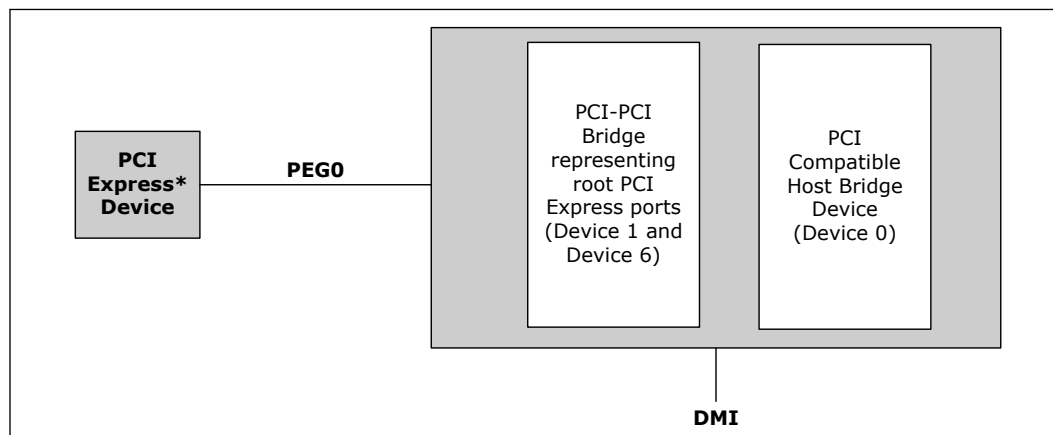 PCI
Express*
Device
PEG0
PCI-PCI
Bridge
representing
root PCI
Express ports
(Device 1 and
Device 6)
PCI
Compatible
Host Bridge
Device
(Device 0)
DMI